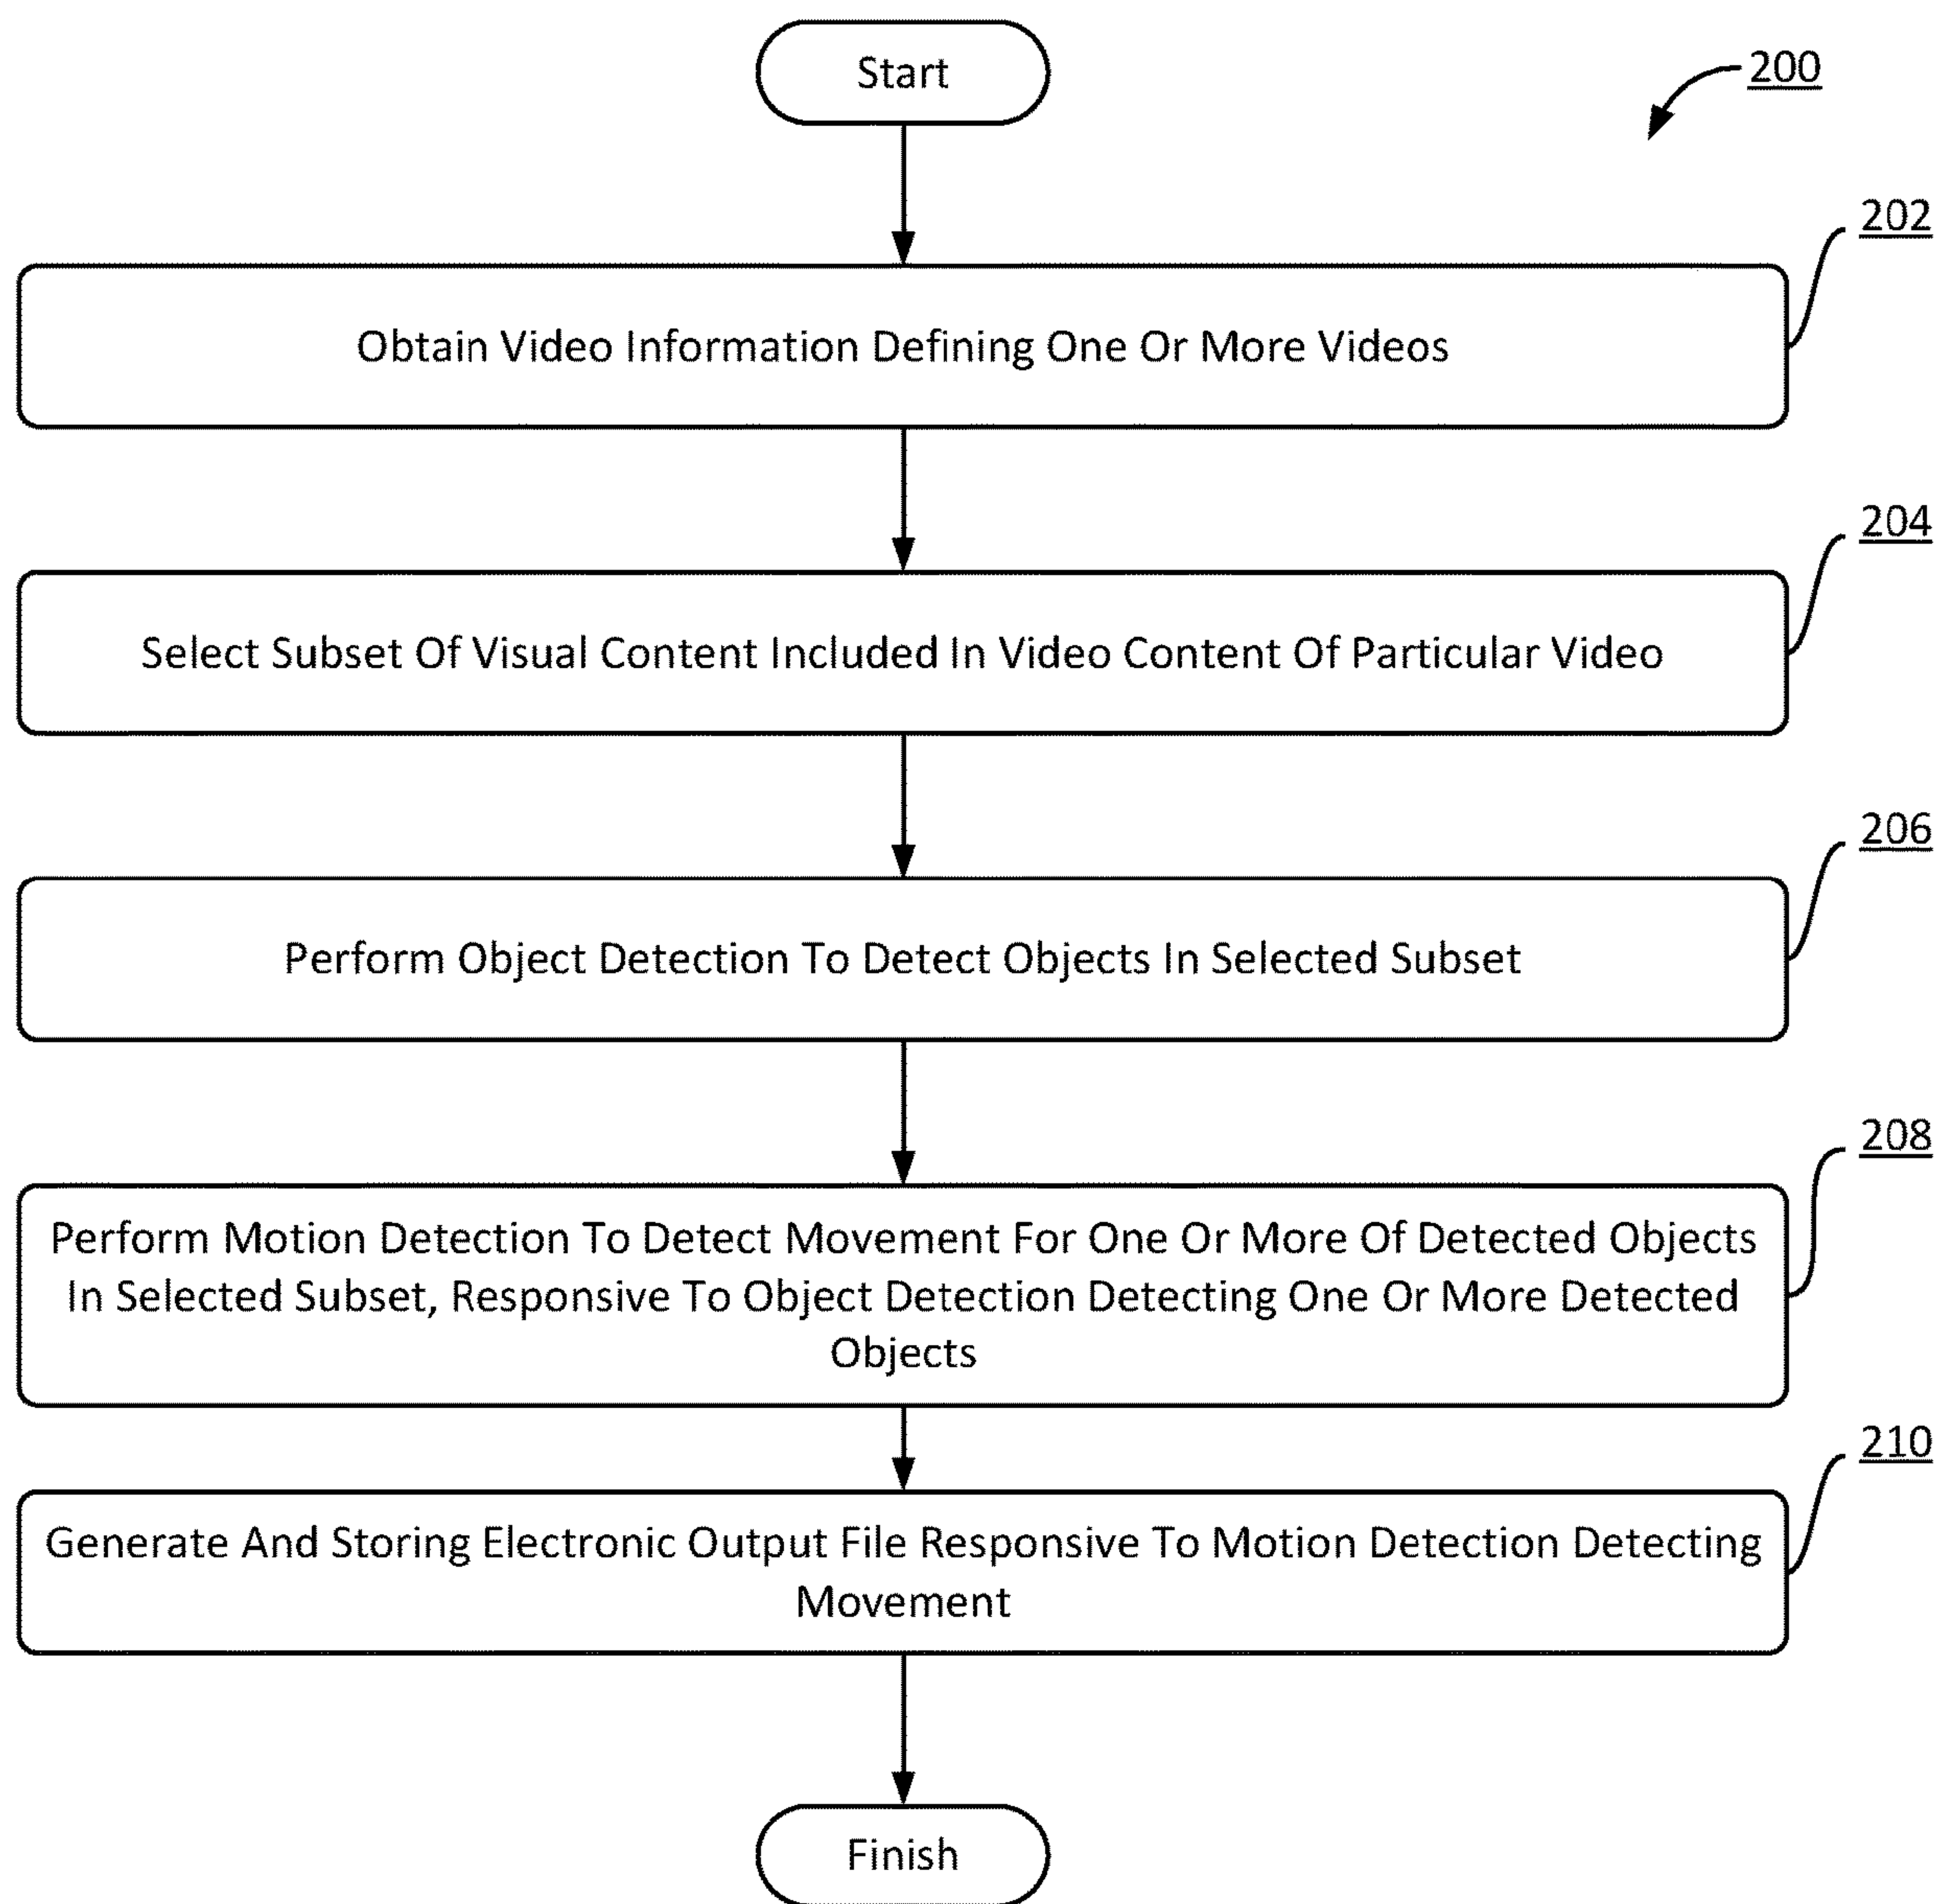 Start
200
202
Obtain Video Information Defining One Or More Videos
204
Select Subset Of Visual Content Included In Video Content Of Particular Video
206
Perform Object Detection To Detect Objects In Selected Subset
208
Perform Motion Detection To Detect Movement For One Or More Of Detected Objects
In Selected Subset, Responsive To Object Detection Detecting One Or More Detected
Objects
210
Generate And Storing Electronic Output File Responsive To Motion Detection Detecting
Movement
Finish